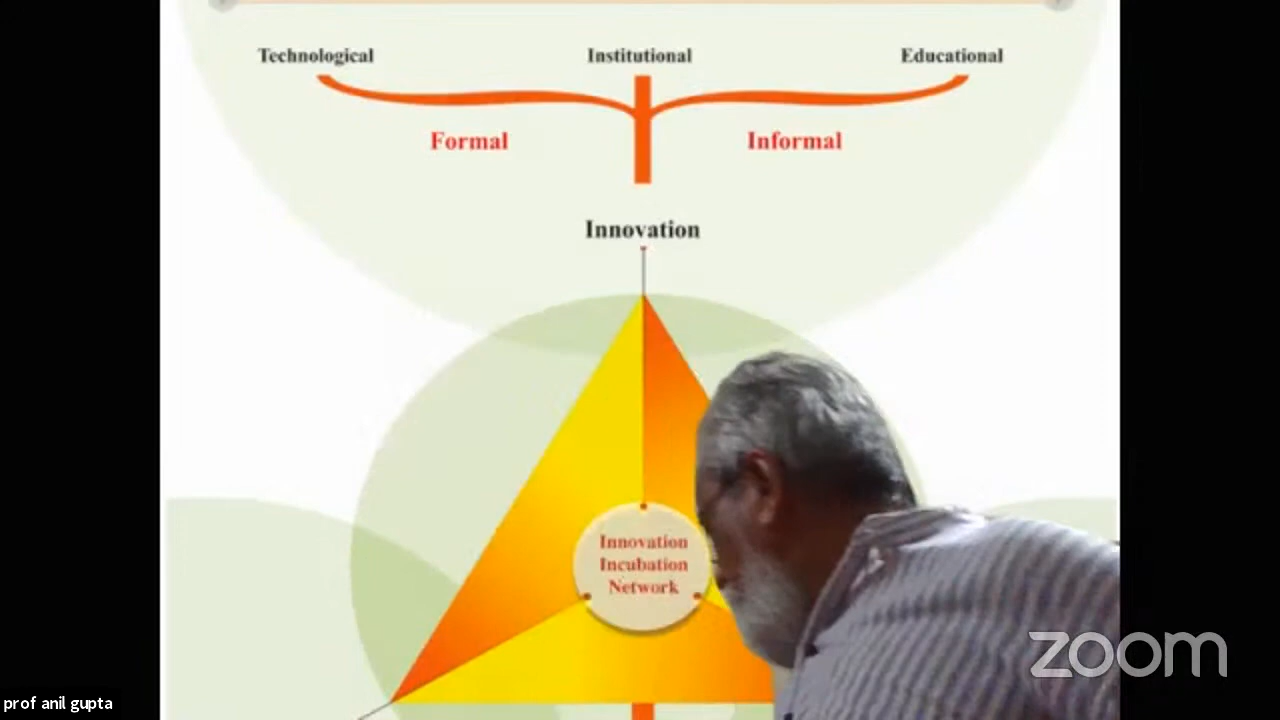 Technological Institutional Educational
Formal Informal
Innovation
Innovation
Incubation
Network
zoom
prof anil gupta